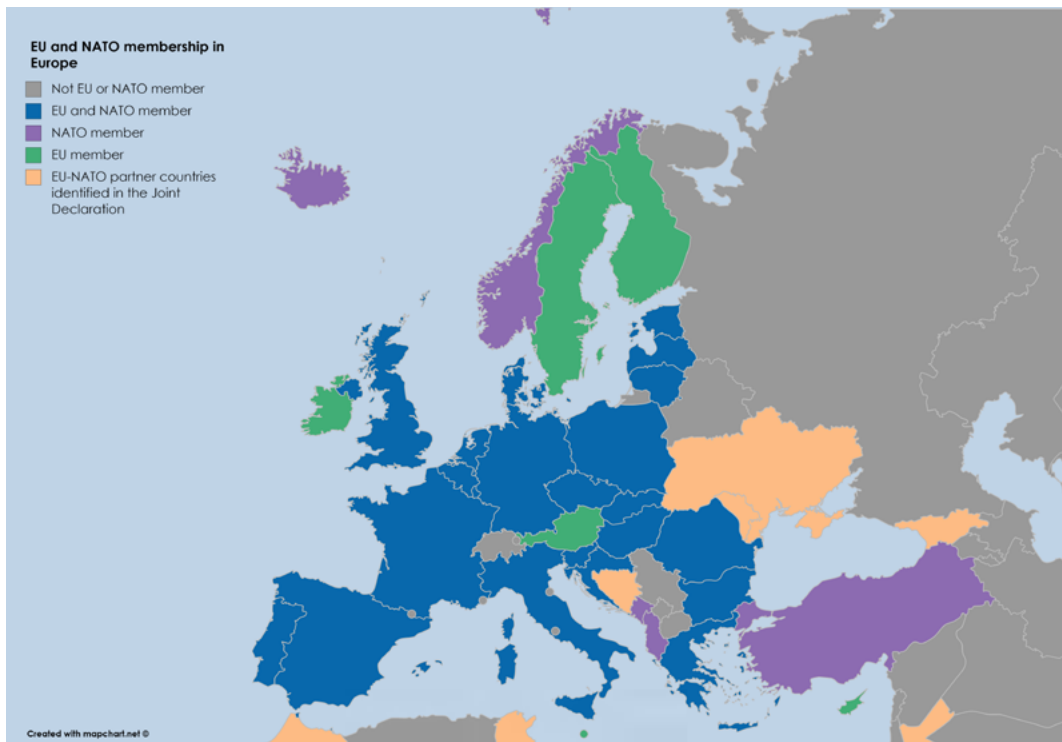 EU and NATO membership in
Europe
Not EU or NATO member
EU and NATO member
NATO member
EU member
EU-NATO partner countries
identified in the Joint
Declaration
Created with mapchart.net ©